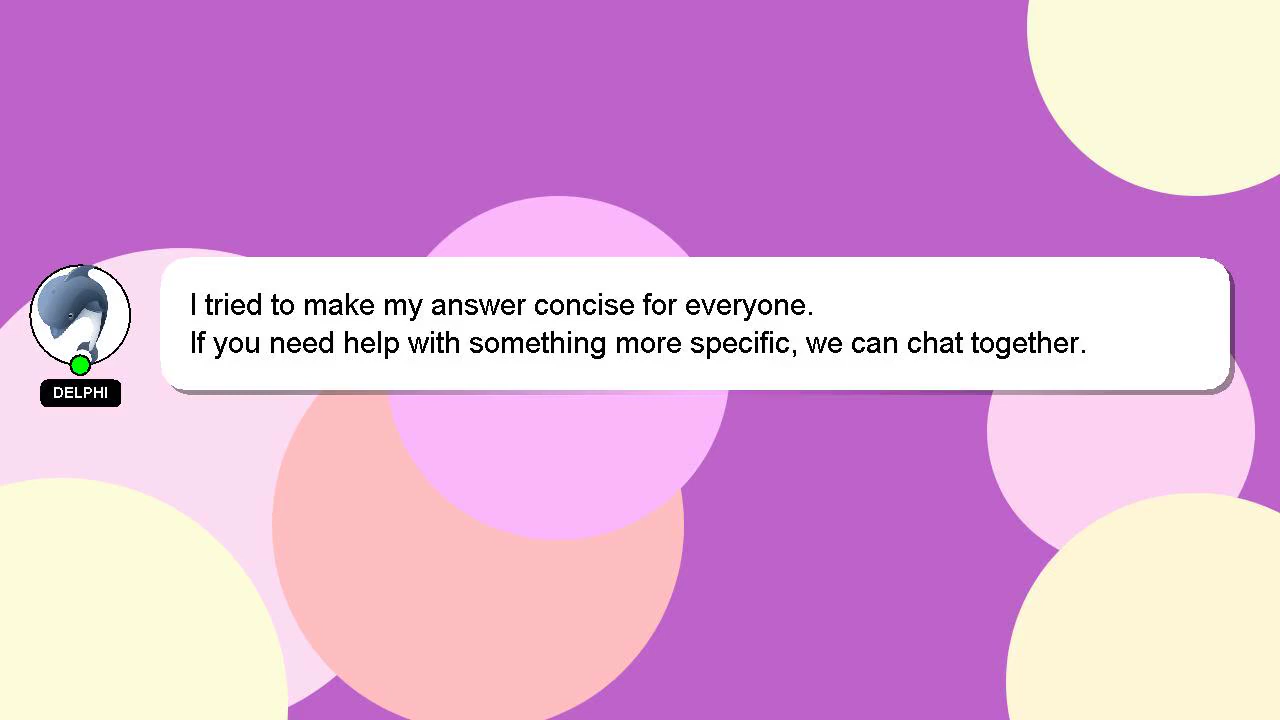 I tried to make my answer concise for everyone.
If you need help with something more specific, we can chat together.
DELPHI